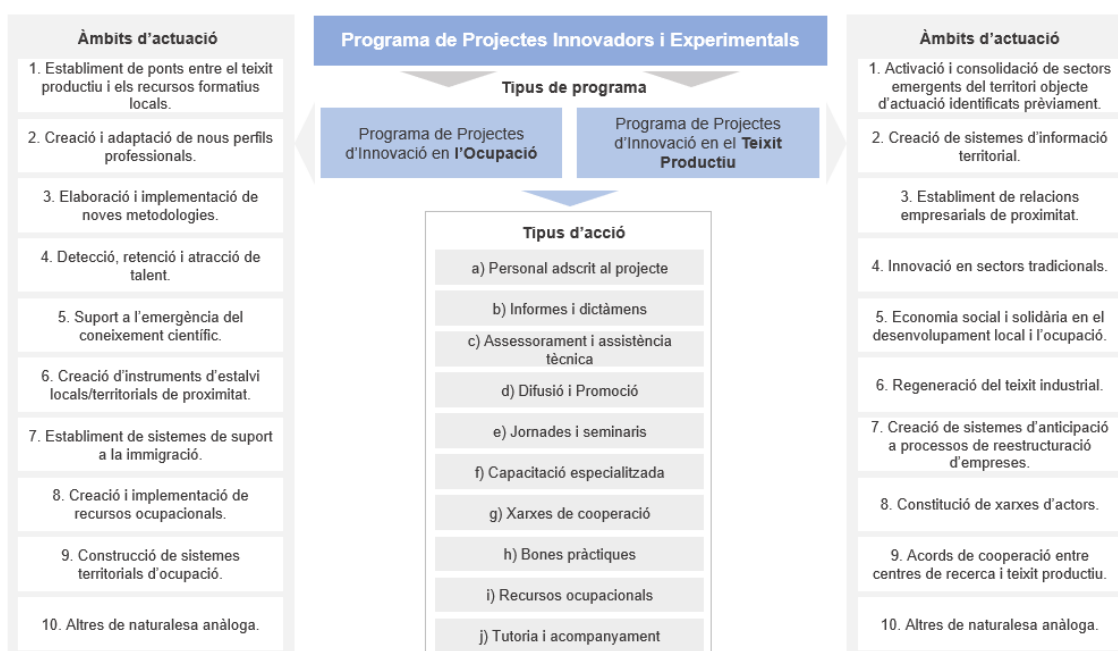 Àmbits d'actuació
1. Establiment de ponts entre el teixit
productiu i els recursos formatius
locals.
2. Creació i adaptació de nous perfils
professionals.
3. Elaboració i implementació de
noves metodologies.
4. Detecció, retenció i atracció de
talent.
5. Suport a l'emergència del
coneixement científic.
6. Creació d'instruments d'estalvi
locals/territorials de proximitat.
7. Establiment de sistemes de suport
a la immigració.
8. Creació i implementació de
recursos ocupacionals.
9. Construcció de sistemes
territorials d'ocupació.
10. Altres de naturalesa anàloga.
Programa de Projectes Innovadors i Experimentals
Tipus de programa
Programa de Projectes
d'Innovació en l'Ocupació
Programa de Projectes
d'Innovació en el Teixit
Productiu
Tipus d'acció
a) Personal adscrit al projecte
b) Informes i dictàmens
c) Assessorament i assistència
tècnica
d) Difusió i Promoció
e) Jornades i seminaris
f) Capacitació especialitzada
g) Xarxes de cooperació
h) Bones pràctiques
i) Recursos ocupacionals
j) Tutoria i acompanyament
Àmbits d'actuació
1. Activació i consolidació de sectors
emergents del territori objecte
d'actuació identificats prèviament.
2. Creació de sistemes d'informació
territorial.
3. Establiment de relacions
empresarials de proximitat.
4. Innovació en sectors tradicionals.
5. Economia social i solidària en el
desenvolupament local i l'ocupació.
6. Regeneració del teixit industrial.
7. Creació de sistemes d'anticipació
a processos de reestructuració
d'empreses.
8. Constitució de xarxes d'actors.
9. Acords de cooperació entre
centres de recerca i teixit productiu.
10. Altres de naturalesa anàloga.